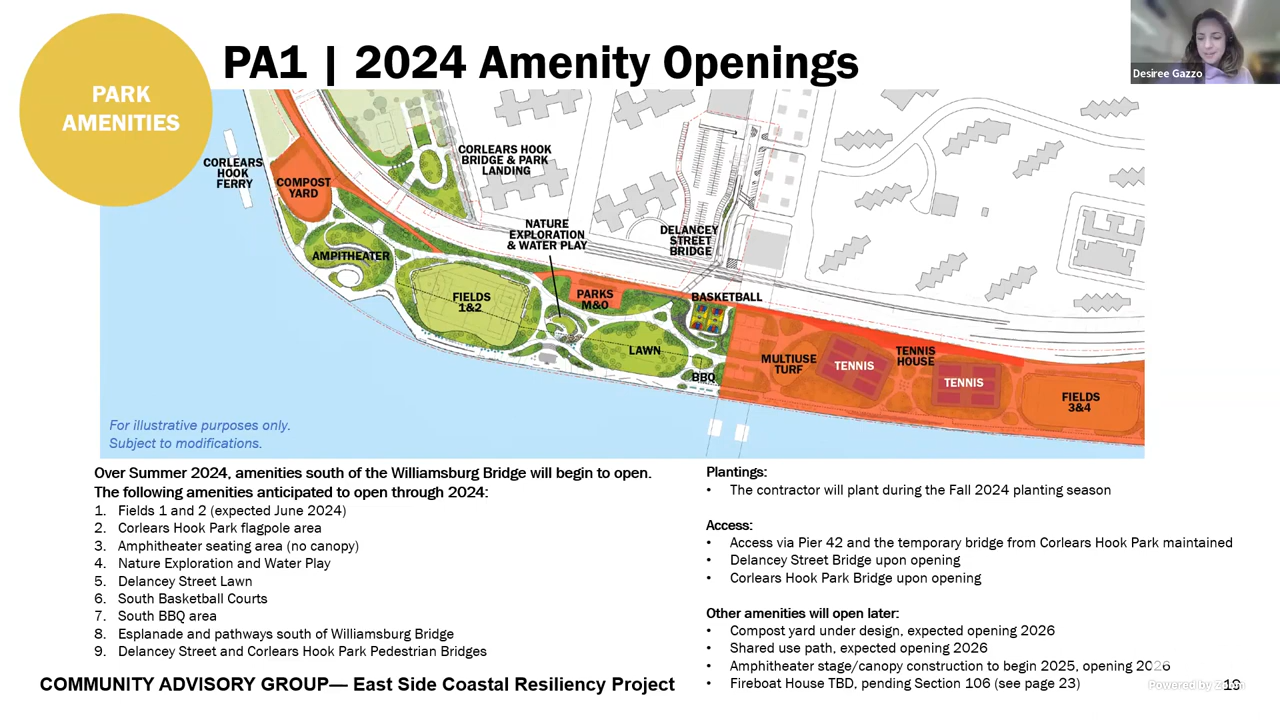 PARK
AMENITIES
PA1 | 2024 Amenity Openings
Desiree Gazzo
CORLEARS
HOOK
FERRY
COMPOST
YARD
CORLEARS HOOK
BRIDGE & PARK
LANDING
AMPITHEATER
NATURE
EXPLORATION
& WATER PLAY
DELANCEY
STREET
BRIDGE
FIELDS
1&2
PARKS
M&O
BASKETBALL
LAWN
BBQ
MULTIUSE
TURF
TENNIS
TENNIS
HOUSE
TENNIS
FIELDS
3&4
For illustrative purposes only.
Subject to modifications.
Over Summer 2024, amenities south of the Williamsburg Bridge will begin to open.
The following amenities anticipated to open through 2024:
1. Fields 1 and 2 (expected June 2024)
2. Corlears Hook Park flagpole area
3. Amphitheater seating area (no canopy)
4. Nature Exploration and Water Play
5. Delancey Street Lawn
6. South Basketball Courts
7. South BBQ area
8. Esplanade and pathways south of Williamsburg Bridge
9. Delancey Street and Corlears Hook Park Pedestrian Bridges
Plantings:
• The contractor will plant during the Fall 2024 planting season
Access:
• Access via Pier 42 and the temporary bridge from Corlears Hook Park maintained
• Delancey Street Bridge upon opening
• Corlears Hook Park Bridge upon opening
Other amenities will open later:
• Compost yard under design, expected opening 2026
• Shared use path, expected opening 2026
• Amphitheater stage/canopy construction to begin 2025, opening 2026
• Fireboat House TBD, pending Section 106 (see page 23)
COMMUNITY ADVISORY GROUP— East Side Coastal Resiliency Project
Powered by Zoom